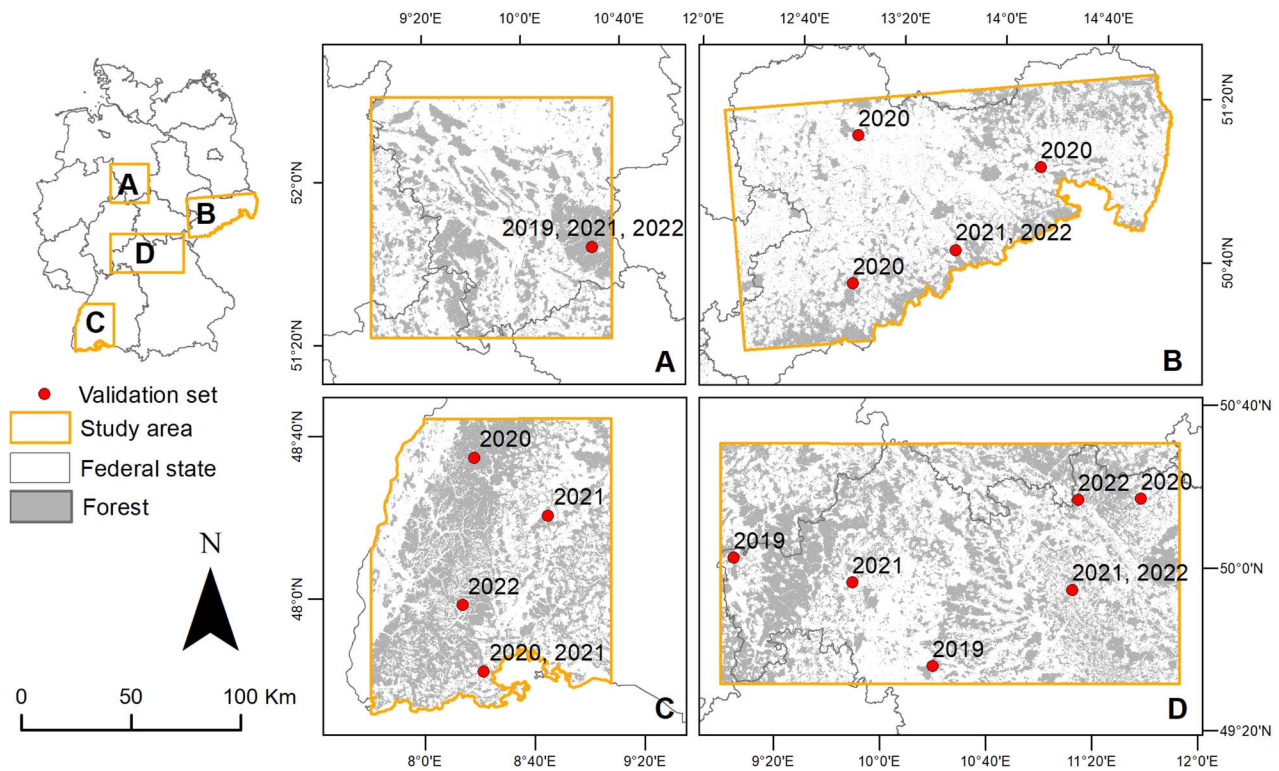 9°20'E 10°0'E 10°40'E 12°0'E 12°40'E 13°20'E 14°0'E 14°40'E
A
B
D
C
52°0'N
51°20'N
2019, 2021, 2022
A
2020
2020
2021, 2022
2020
B
51°20'N
50°40'N
Validation set
Study area
Federal state
Forest
N
0 50 100 Km
48°40'N
48°0'N
2020
2021
2022
2020, 2021
C
2022
2020
2019
2021
2021, 2022
2019
D
50°40'N
50°0'N
49°20'N
8°0'E 8°40'E 9°20'E 9°20'E 10°0'E 10°40'E 11°20'E 12°0'E